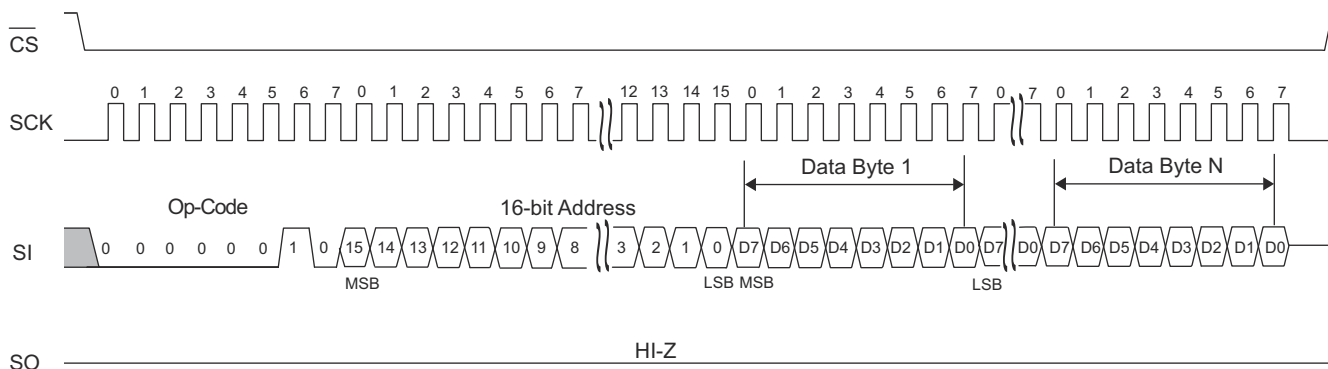 CS
0 1 2 3 4 5 6 7 0 1 2 3 4 5 6 7 12 13 14 15 0 1 2 3 4 5 6 7 0 7 0 1 2 3 4 5 6 7
SCK
Data Byte 1 Data Byte N
Op-Code 16-bit Address
SI 0 0 0 0 0 0 1 0 15 14 13 12 11 10 9 8 3 2 1 0 D7 D6 D5 D4 D3 D2 D1 D0 D7 D0 D7 D6 D5 D4 D3 D2 D1 D0
MSB LSB MSB LSB
HI-Z
SO